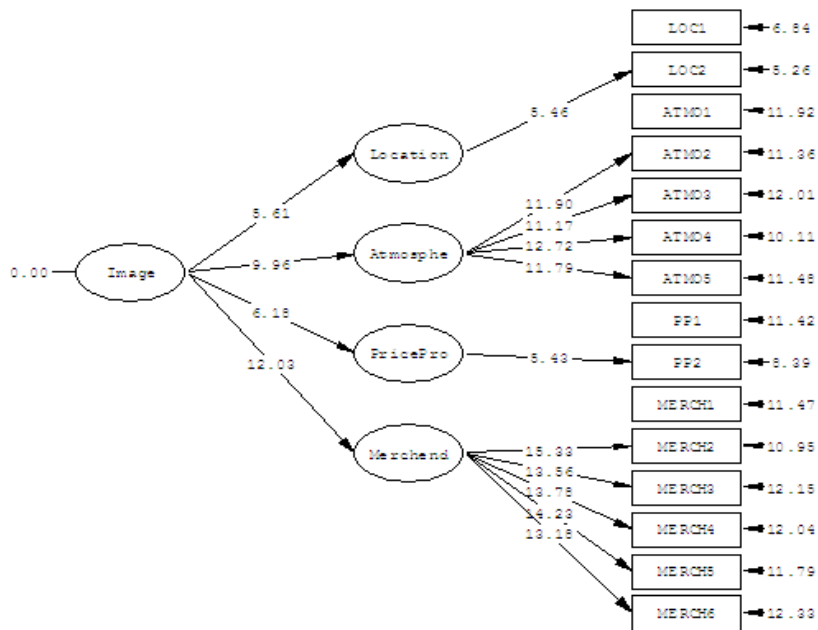 LOC1 6.84
LOC2 5.26
5.46
ATMO1 11.92
Location
ATMO2 11.36
11.90
ATMO3 12.01
5.61
11.17
ATMO4 10.11
12.72
Atmosphe
9.96
11.79
0.00
Image
ATMO5 11.48
6.18
PP1 11.42
PricePro
5.43
PP2 8.39
12.03
MERCH1 11.47
MERCH2 10.95
15.33
Merchend
13.56
MERCH3 12.15
13.78
14.23
MERCH4 12.04
13.18
MERCH5 11.79
MERCH6 12.33